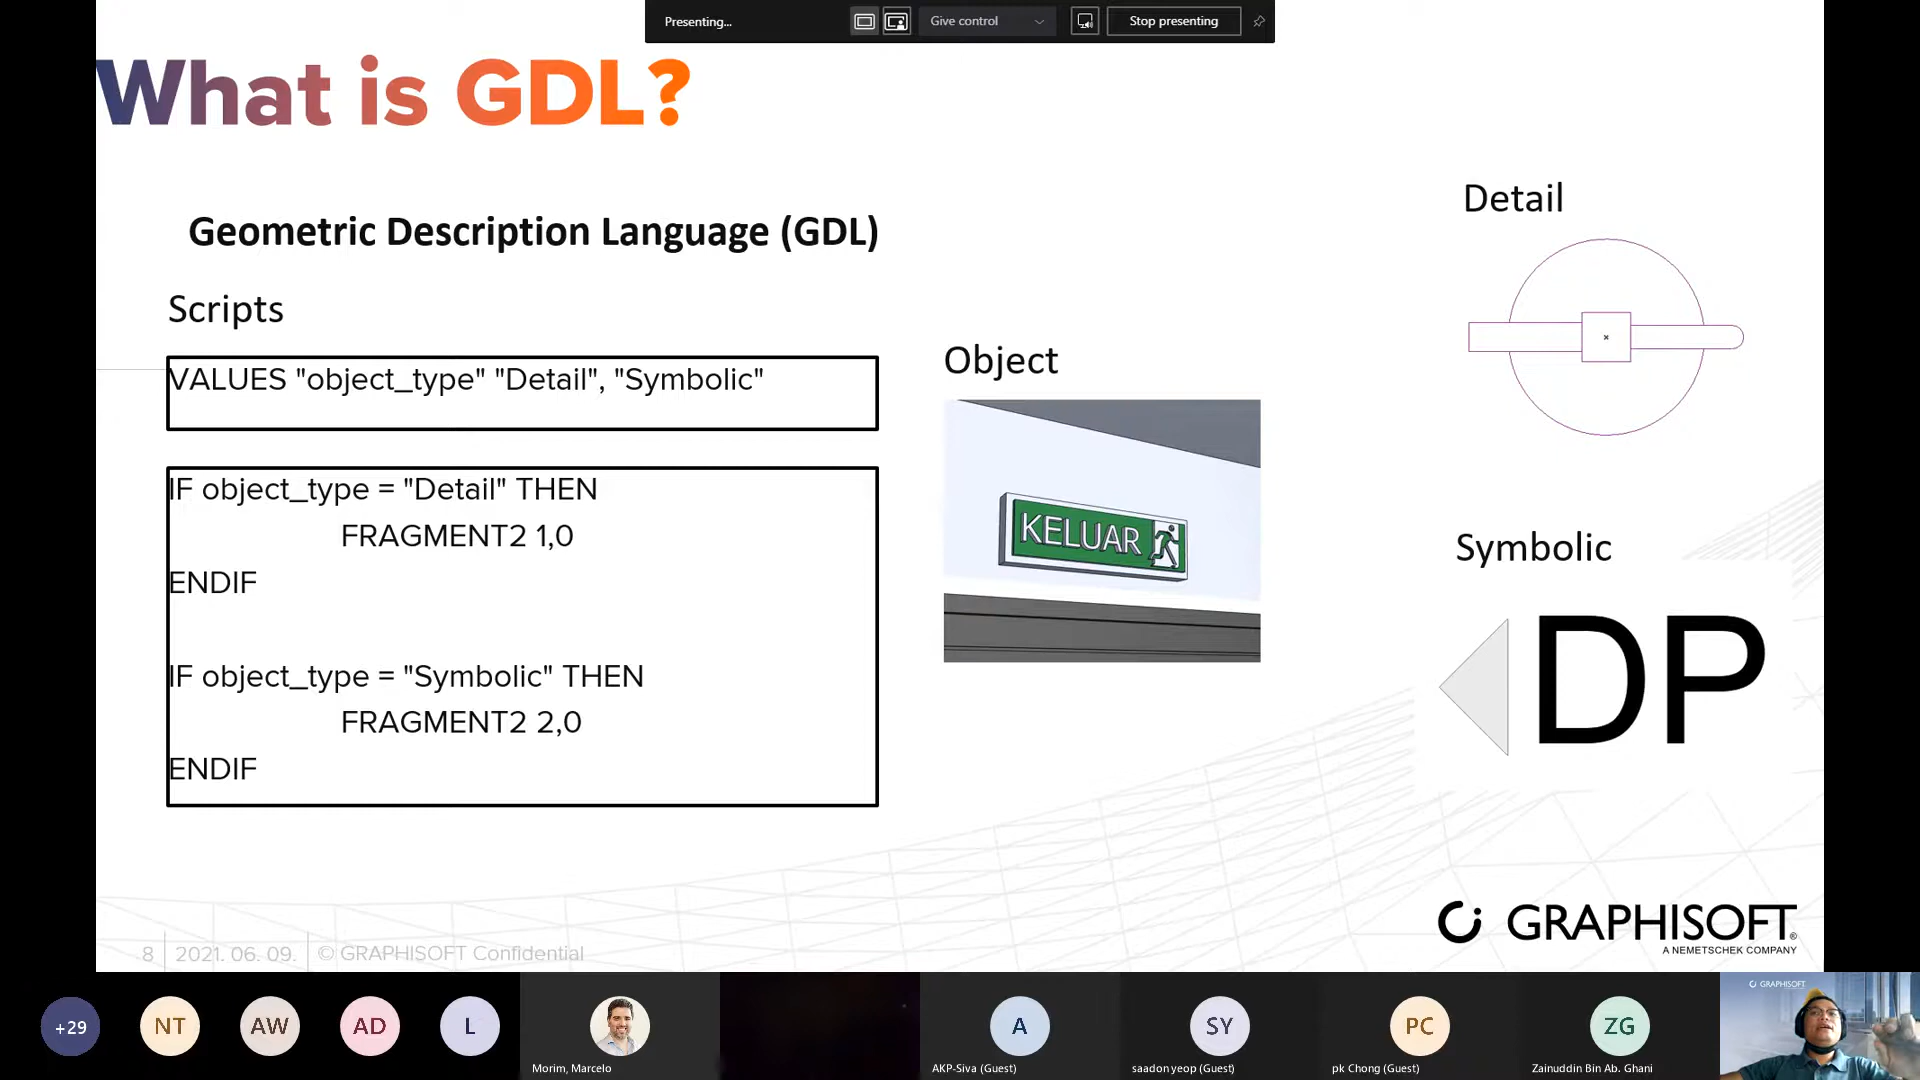 Presenting...
Give control
Stop presenting
What is GDL?
Geometric Description Language (GDL)
Scripts
VALUES "object_type" "Detail", "Symbolic"
IF object_type = "Detail" THEN
FRAGMENT2 1,0
ENDIF
IF object_type = "Symbolic" THEN
FRAGMENT2 2,0
ENDIF
Object
KELUAR
Detail
Symbolic
DP
8
2021. 06. 09.
© GRAPHISOFT Confidential
GRAPHISOFT®
A NEMETSCHEK COMPANY
+29
NT
AW
AD
L
Morim, Marcelo
A
AKP-Siva (Guest)
SY
saadon yeop (Guest)
PC
pk Chong (Guest)
ZG
Zainuddin Bin Ab. Ghani
GRAPHISOFT